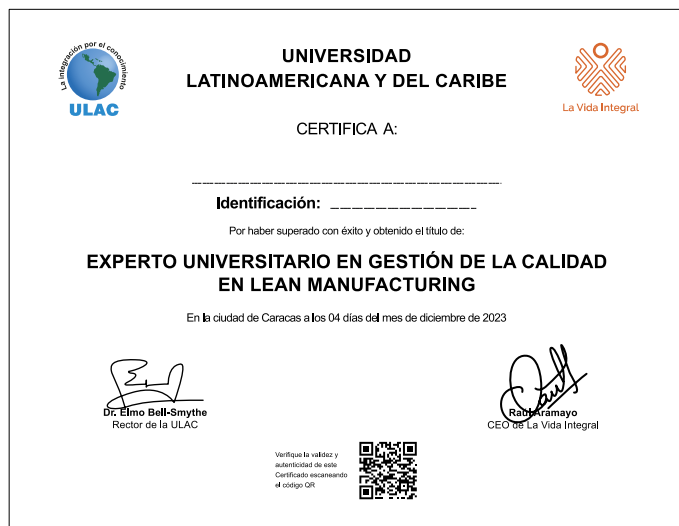 La integración por el conocimiento
ULAC
UNIVERSIDAD
LATINOAMERICANA Y DEL CARIBE
La Vida Integral
CERTIFICA A:
Identificación:
Por haber superado con éxito y obtenido el título de:
EXPERTO UNIVERSITARIO EN GESTIÓN DE LA CALIDAD
EN LEAN MANUFACTURING
En la ciudad de Caracas a los 04 días del mes de diciembre de 2023
Dr. Elmo Bell-Smythe
Rector de la ULAC
Raúl Aramayo
CEO de La Vida Integral
Verifique la validez y
autenticidad de este
Certificado escaneando
el código QR